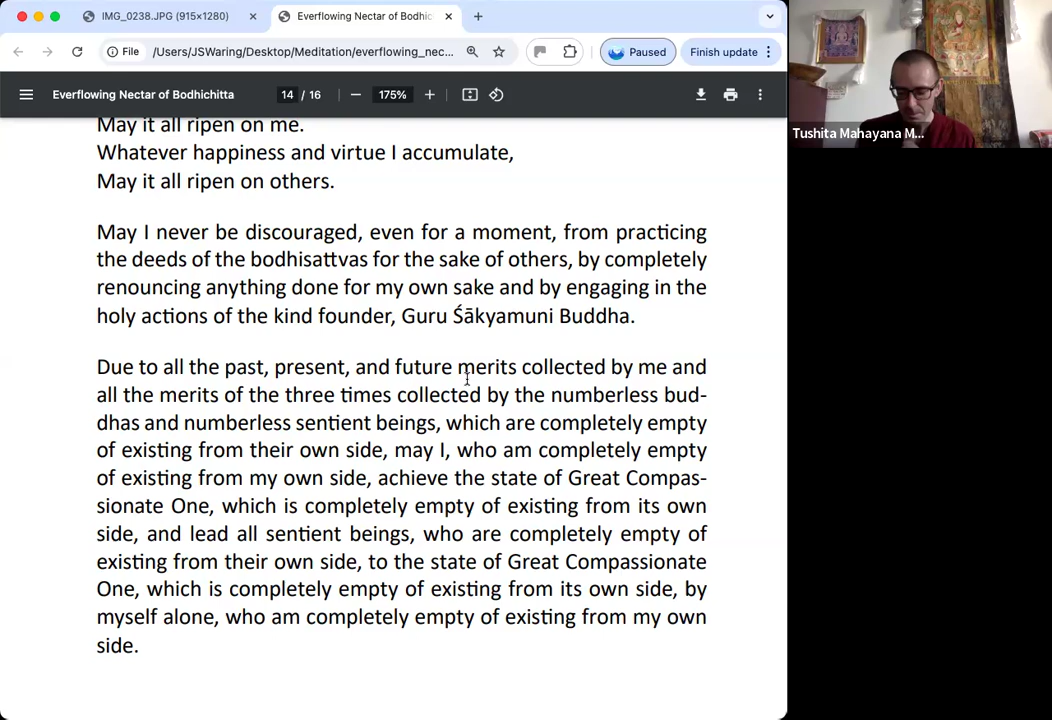 IMG_0238.JPG (915×1280)
Everflowing Nectar of Bodhic
File
/Users/JSWaring/Desktop/Meditation/everflowing_nec...
Paused
Finish update
Everflowing Nectar of Bodhichitta
14 / 16
175%
Tushita Mahayana M...
May it all ripen on me.
Whatever happiness and virtue I accumulate,
May it all ripen on others.
May I never be discouraged, even for a moment, from practicing
the deeds of the bodhisattvas for the sake of others, by completely
renouncing anything done for my own sake and by engaging in the
holy actions of the kind founder, Guru Śākyamuni Buddha.
Due to all the past, present, and future merits collected by me and
all the merits of the three times collected by the numberless bud-
dhas and numberless sentient beings, which are completely empty
of existing from their own side, may I, who am completely empty
of existing from my own side, achieve the state of Great Compas-
sionate One, which is completely empty of existing from its own
side, and lead all sentient beings, who are completely empty of
existing from their own side, to the state of Great Compassionate
One, which is completely empty of existing from its own side, by
myself alone, who am completely empty of existing from my own
side.